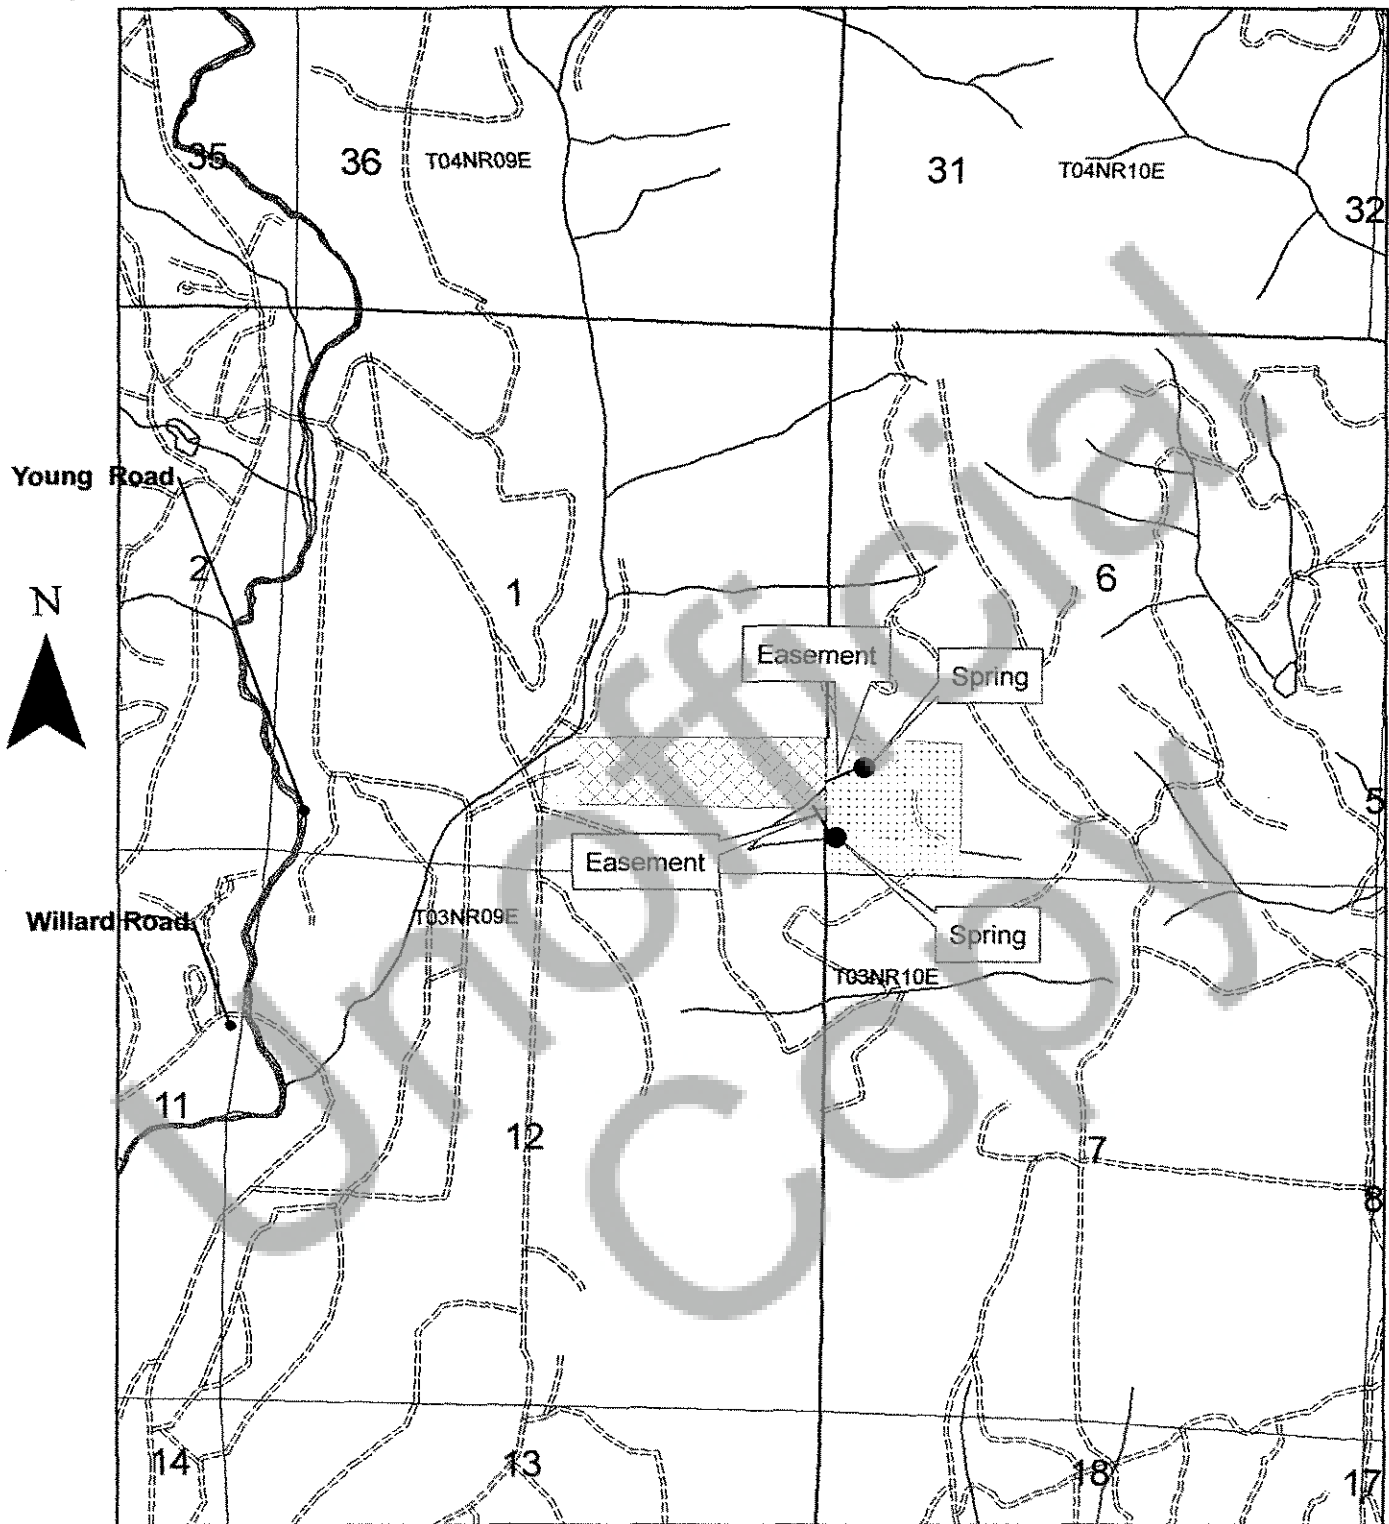 35
36
T04NR09E
31
T04NR10E
32
Young Road
2
1
6
N
Easement
Spring
5
Easement
Willard Road
T03NR09E
Spring
T03NR10E
11
12
7
8
14
13
18
17
Unofficial
Copy